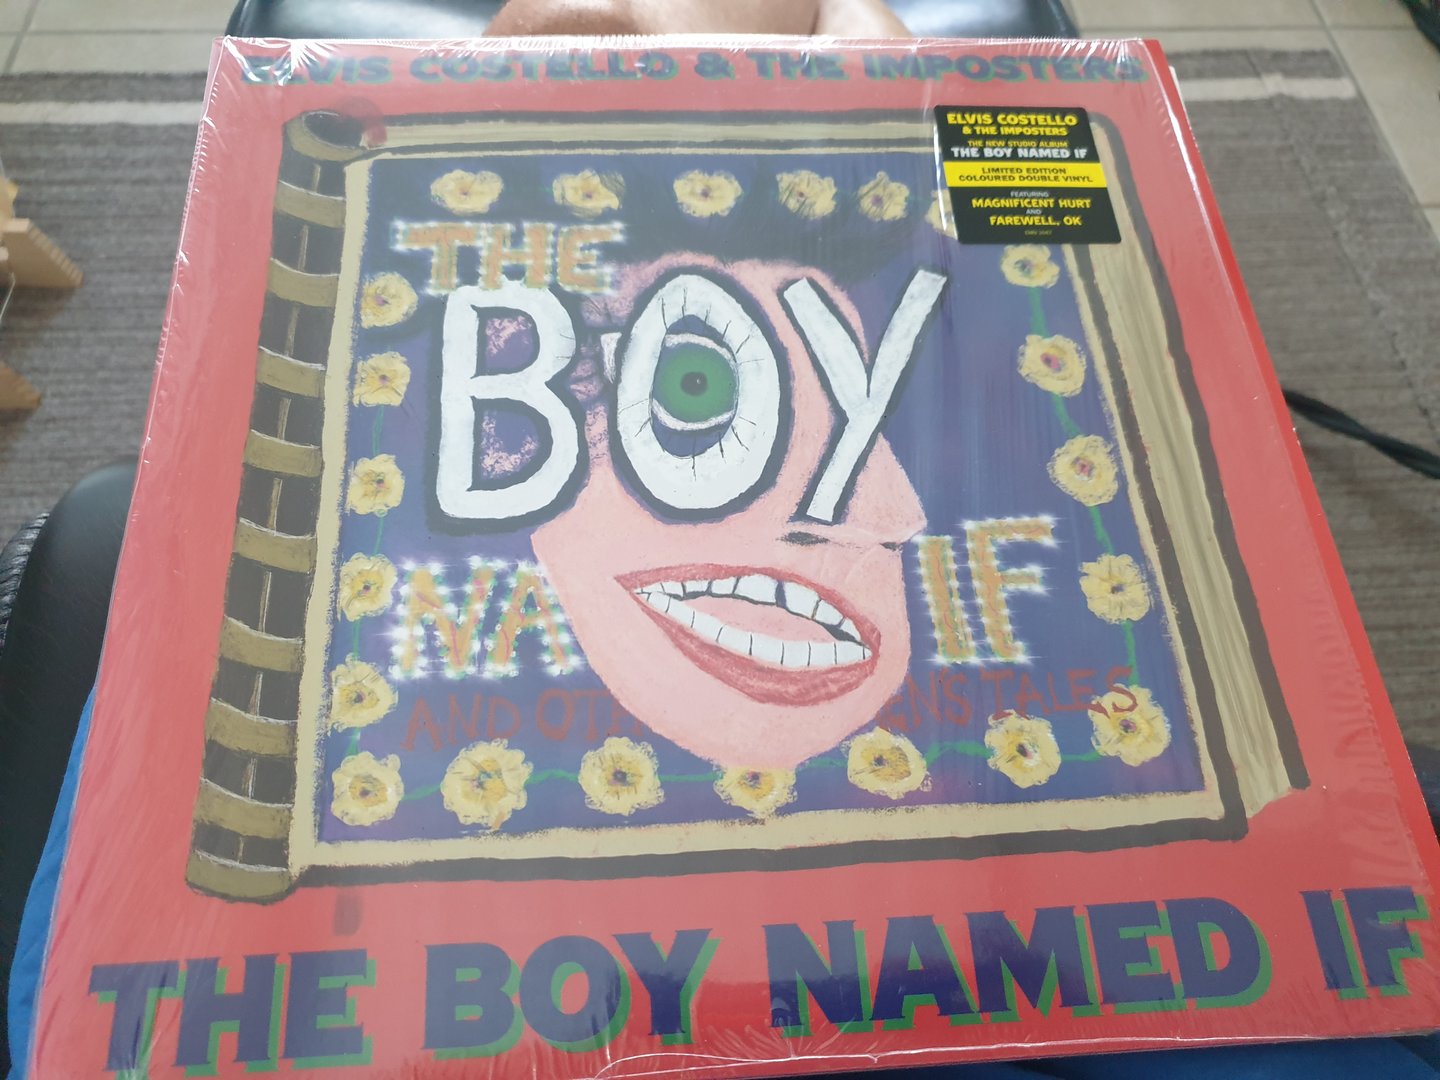 ELVIS COSTELLO & THE IMPOSTERS
ELVIS COSTELLO
& THE IMPOSTERS
THE NEW STUDIO ALBUM
THE BOY NAMED IF
LIMITED EDITION
COLOURED DOUBLE VINYL
FEATURING
MAGNIFICENT HURT
AND
FAREWELL, OK
THE
BOY
NA IF
AND OTH ENS TALES
THE BOY NAMED IF